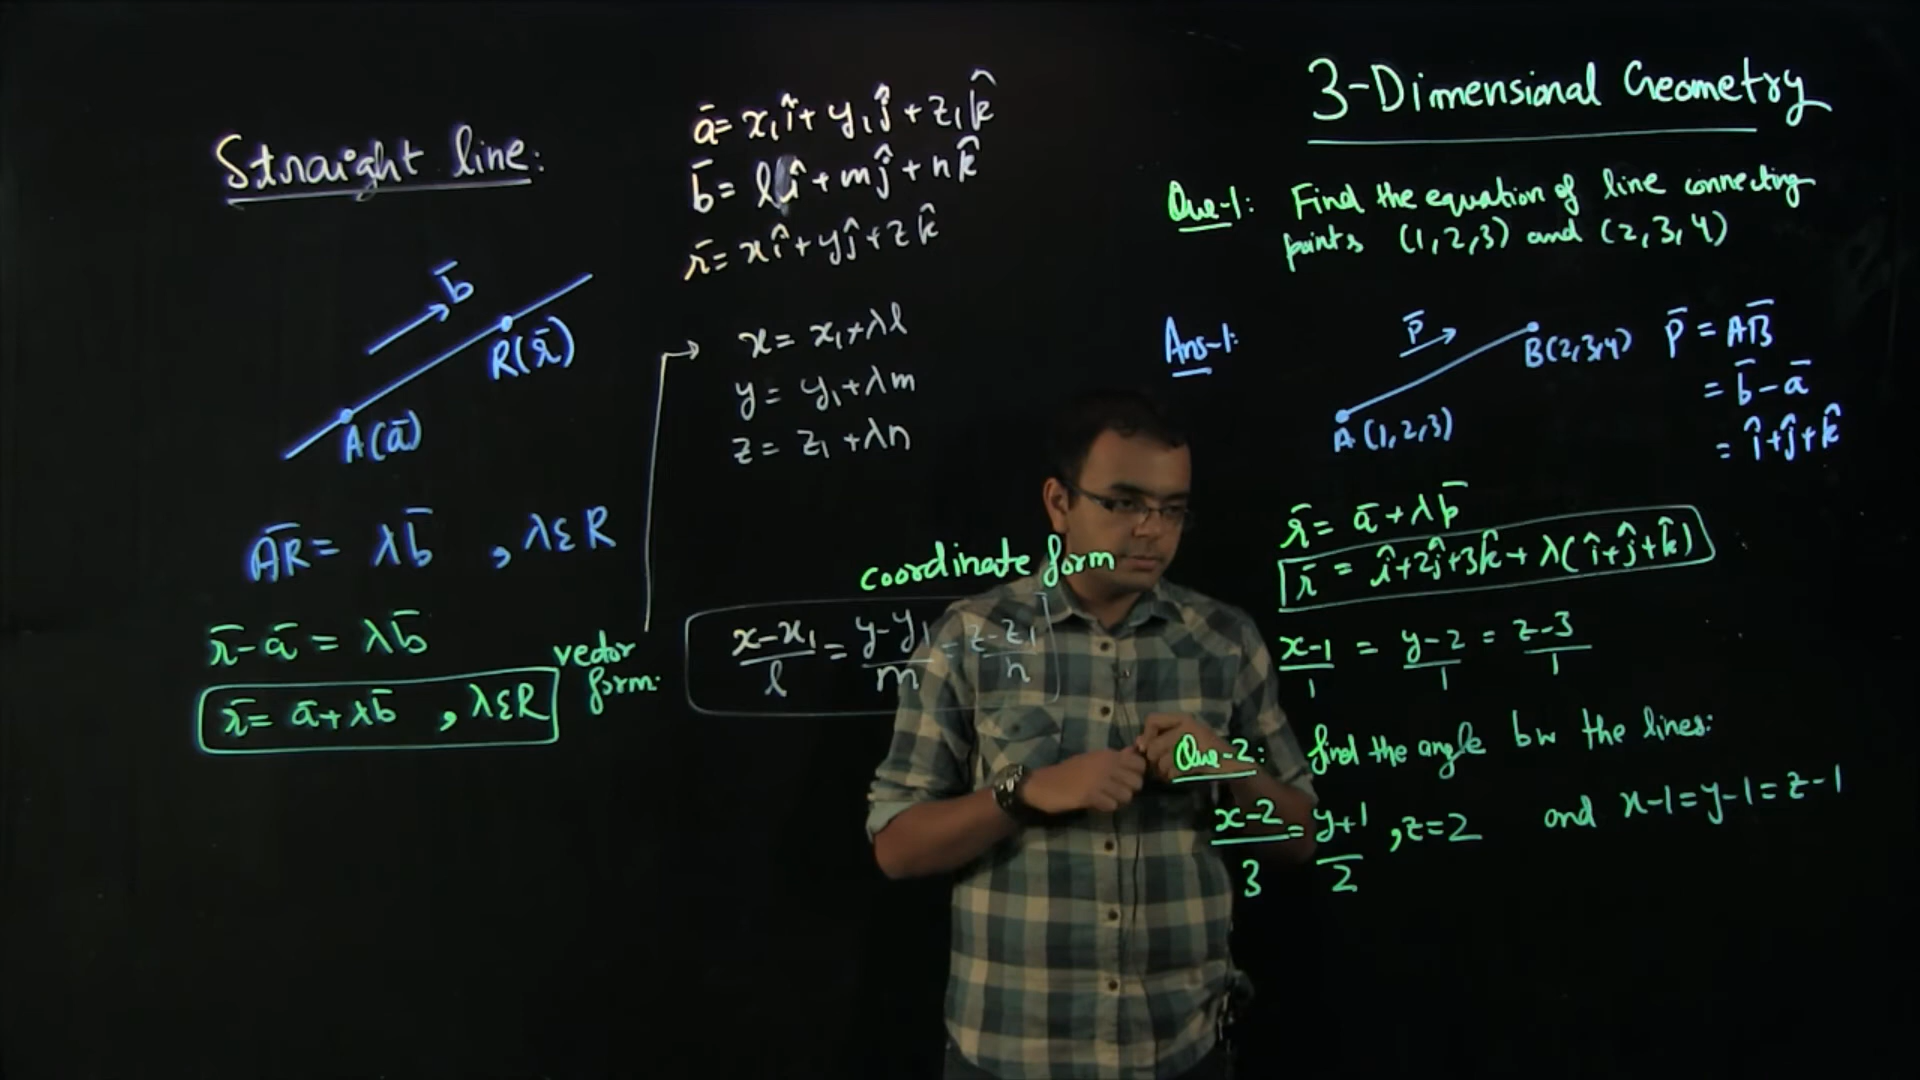 Straight line:
b̄
R(r̄)
A(ā)
A̅R̅ = λb̄ , λεR
r̄-ā = λb̄
r̄ = ā+λb̄ , λεR
vector
form:
ā = x₁î + y₁ĵ + z₁k̂
b̄ = lî + mĵ + nk̂
r̄ = xî + yĵ + zk̂
x = x₁+λl
y = y₁+λm
z = z₁+λn
coordinate form
(x-x₁)/l = (y-y₁)/m = (z-z₁)/n
3-Dimensional Geometry
Que-1: Find the equation of line connecting
points (1,2,3) and (2,3,4)
Ans-1:
p̄
B(2,3,4)
A(1,2,3)
p̄ = A̅B̅
= b̄-ā
= î+ĵ+k̂
r̄ = ā+λp̄
r̄ = î+2ĵ+3k̂+λ(î+ĵ+k̂)
(x-1)/1 = (y-2)/1 = (z-3)/1
Que-2: find the angle bw the lines:
(x-2)/3 = (y+1)/2 , z=2 and x-1=y-1=z-1